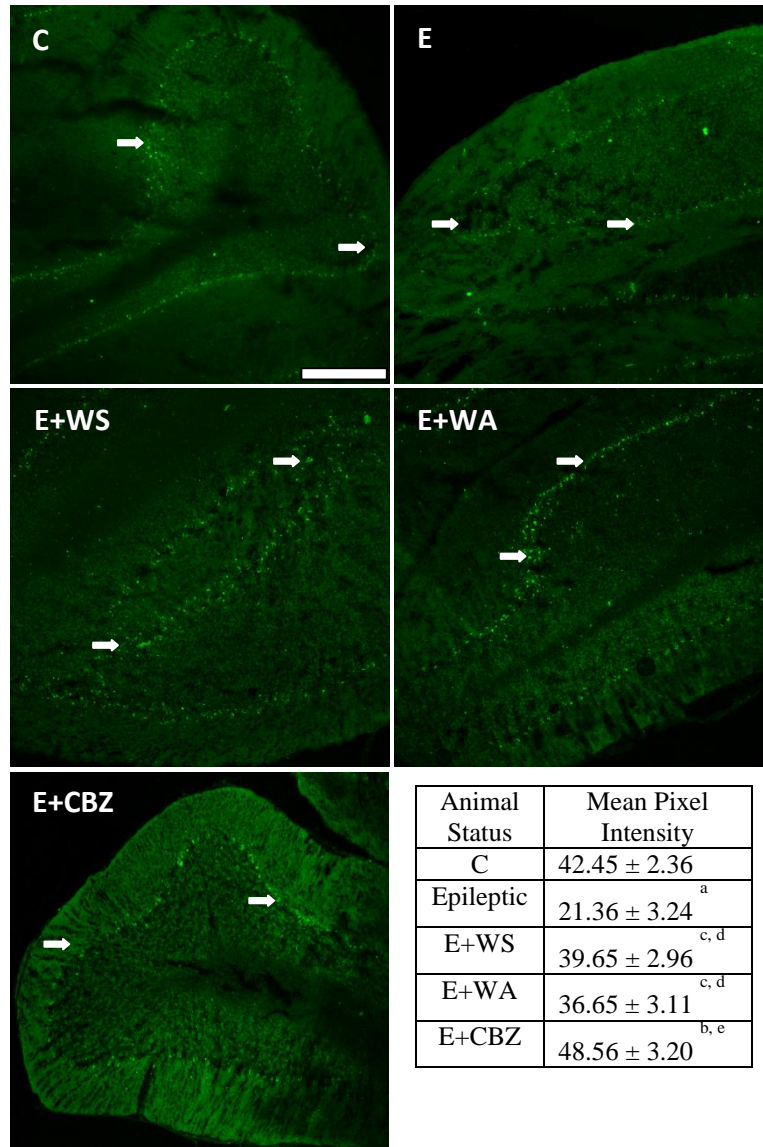 C
E
E+WS
E+WA
E+CBZ
Animal Status Mean Pixel Intensity
C 42.45 ± 2.36
Epileptic 21.36 ± 3.24 a
E+WS 39.65 ± 2.96 c, d
E+WA 36.65 ± 3.11 c, d
E+CBZ 48.56 ± 3.20 b, e